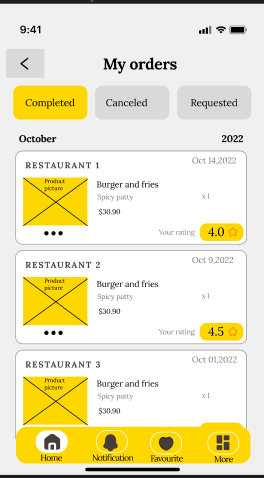 9:41
My orders
Completed
Canceled
Requested
October
2022
RESTAURANT 1
Oct 14,2022
Product
picture
Burger and fries
Spicy patty
x 1
$30.90
Your rating
4.0
RESTAURANT 2
Oct 9,2022
Product
picture
Burger and fries
Spicy patty
x 1
$30.90
Your rating
4.5
RESTAURANT 3
Oct 01,2022
Product
picture
Burger and fries
Spicy patty
x 1
$30.90
Home
Notification
Favourite
More